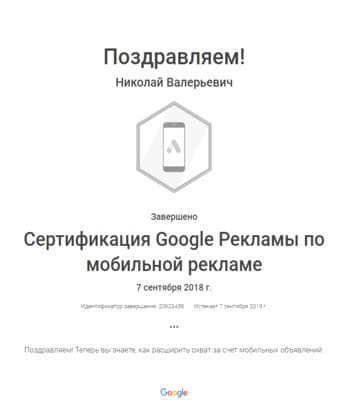 Поздравляем!
Николай Валерьевич
Завершено
Сертификация Google Рекламы по
мобильной рекламе
7 сентября 2018 г.
Идентификатор завершения: 20623459 Истекает 7 сентября 2019 г
...
Поздравляем! Теперь вы знаете, как расширить охват за счет мобильных объявлений.
Google